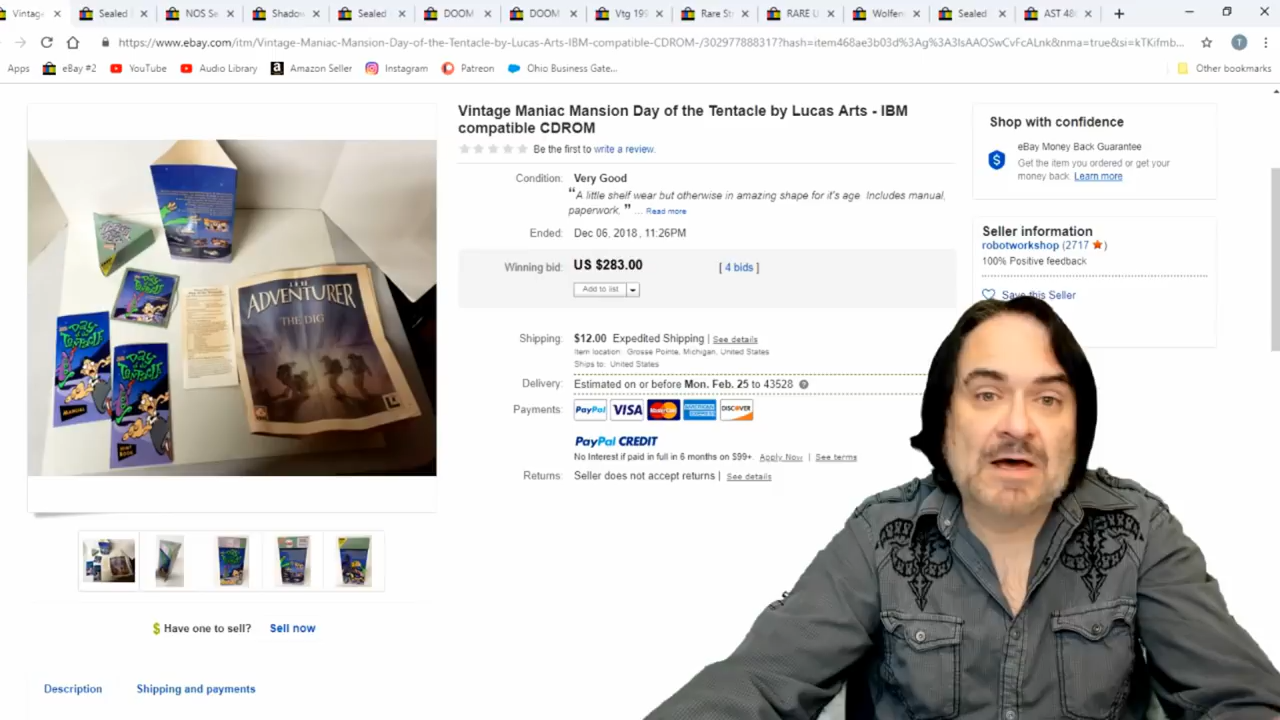 Vintage
Sealed
NOS Se
Shadow
Sealed
DOOM
DOOM
Vtg 199
Rare St
RARE U
Wolfen
Sealed
AST 486
https://www.ebay.com/itm/Vintage-Maniac-Mansion-Day-of-the-Tentacle-by-Lucas-Arts-IBM-compatible-CDROM-/302977888317?hash=item468ae3b03d%3Ag%3A3IsAAOSwCvFcALnk&nma=true&si=kTKifmb...
T
Apps
eBay #2
YouTube
Audio Library
Amazon Seller
Instagram
Patreon
Ohio Business Gate...
Other bookmarks
Vintage Maniac Mansion Day of the Tentacle by Lucas Arts - IBM
compatible CDROM
Be the first to write a review.
Condition: Very Good
"A little shelf wear but otherwise in amazing shape for it's age Includes manual,
paperwork, " ... Read more
Ended: Dec 06, 2018 , 11:26PM
Winning bid: US $283.00 [ 4 bids ]
Add to list
Shipping: $12.00 Expedited Shipping | See details
Item location: Grosse Pointe, Michigan, United States
Ships to: United States
Delivery: Estimated on or before Mon. Feb. 25 to 43528
Payments: PayPal VISA MasterCard AMERICAN EXPRESS DISCOVER
PayPal CREDIT
No Interest if paid in full in 6 months on $99+. Apply Now | See terms
Returns: Seller does not accept returns | See details
Shop with confidence
eBay Money Back Guarantee
Get the item you ordered or get your
money back. Learn more
Seller information
robotworkshop (2717 )
100% Positive feedback
Save this Seller
THE
ADVENTURER
THE DIG
Day
of the
Tentacle
MANUAL
Day
of the
Tentacle
HINT BOOK
$ Have one to sell? Sell now
Description
Shipping and payments